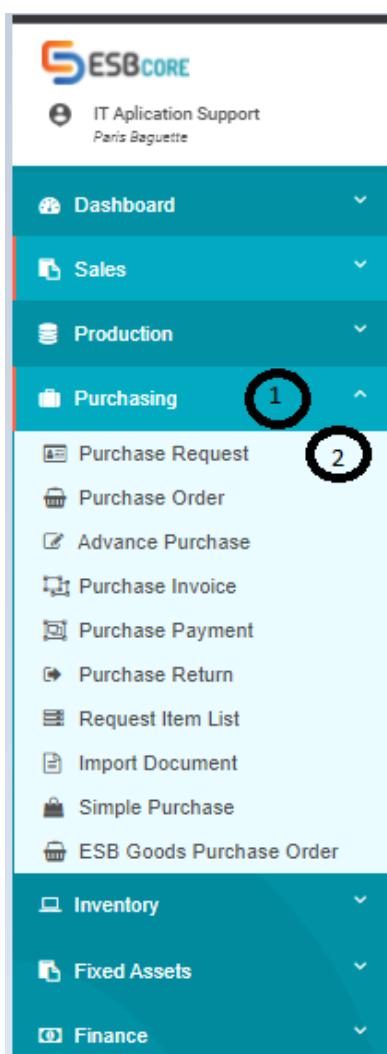 ESBCORE
IT Aplication Support
Paris Baguette
Dashboard
Sales
Production
Purchasing 1
Purchase Request 2
Purchase Order
Advance Purchase
Purchase Invoice
Purchase Payment
Purchase Return
Request Item List
Import Document
Simple Purchase
ESB Goods Purchase Order
Inventory
Fixed Assets
Finance